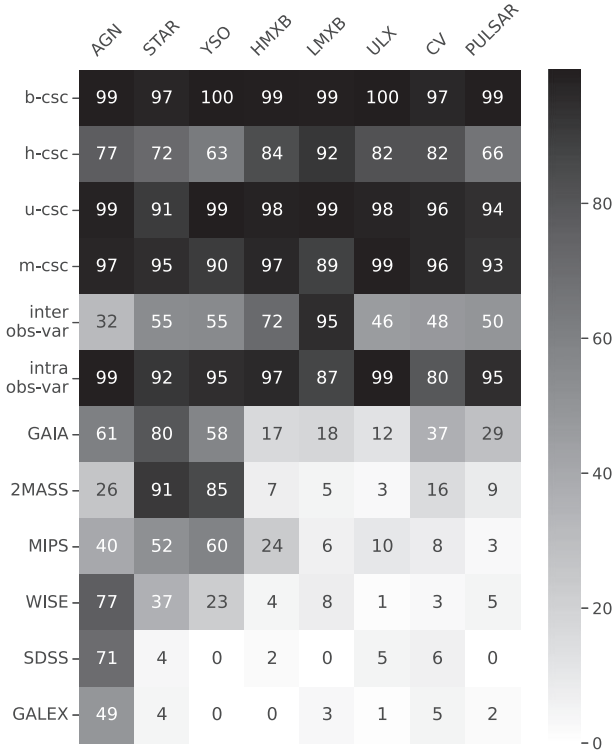 AGN STAR YSO HMXB LMXB ULX CV PULSAR
b-csc 99 97 100 99 99 100 97 99
h-csc 77 72 63 84 92 82 82 66
u-csc 99 91 99 98 99 98 96 94
m-csc 97 95 90 97 89 99 96 93
inter
obs-var 32 55 55 72 95 46 48 50
intra
obs-var 99 92 95 97 87 99 80 95
GAIA 61 80 58 17 18 12 37 29
2MASS 26 91 85 7 5 3 16 9
MIPS 40 52 60 24 6 10 8 3
WISE 77 37 23 4 8 1 3 5
SDSS 71 4 0 2 0 5 6 0
GALEX 49 4 0 0 3 1 5 2
80
60
40
20
0